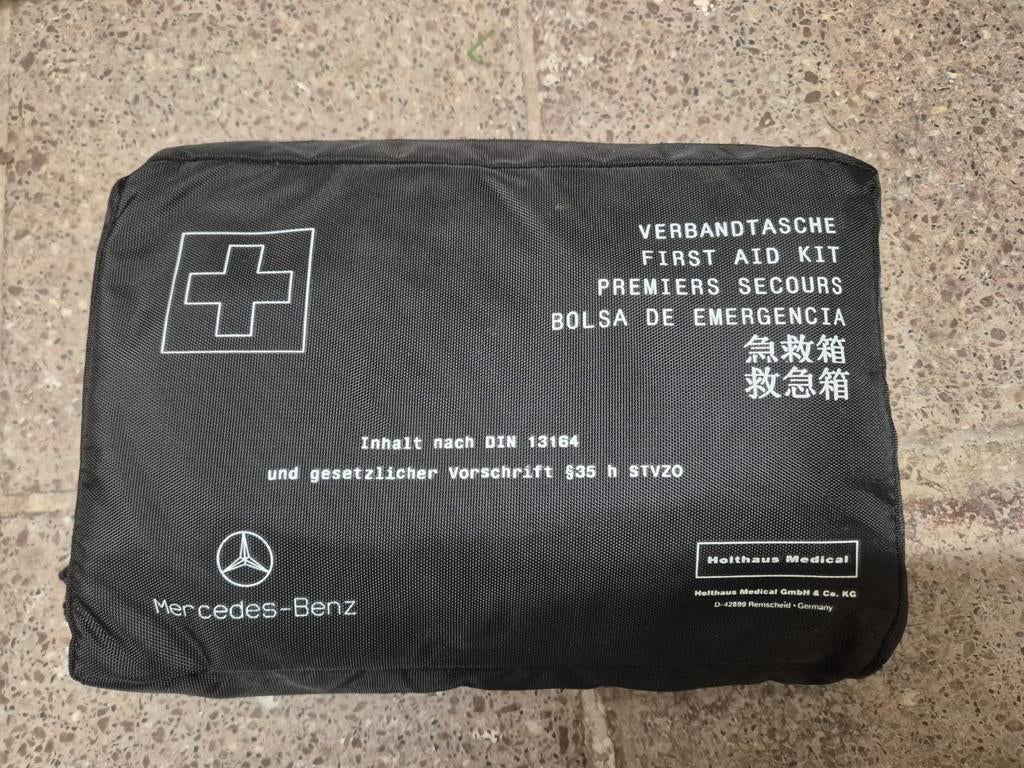 VERBANDTASCHE
FIRST AID KIT
PREMIERS SECOURS
BOLSA DE EMERGENCIA
急救箱
救急箱
Inhalt nach DIN 13164
und gesetzlicher Vorschrift §35 h STVZO
Mercedes-Benz
Holthaus Medical
Holthaus Medical GmbH & Co. KG
D-42899 Remscheid • Germany